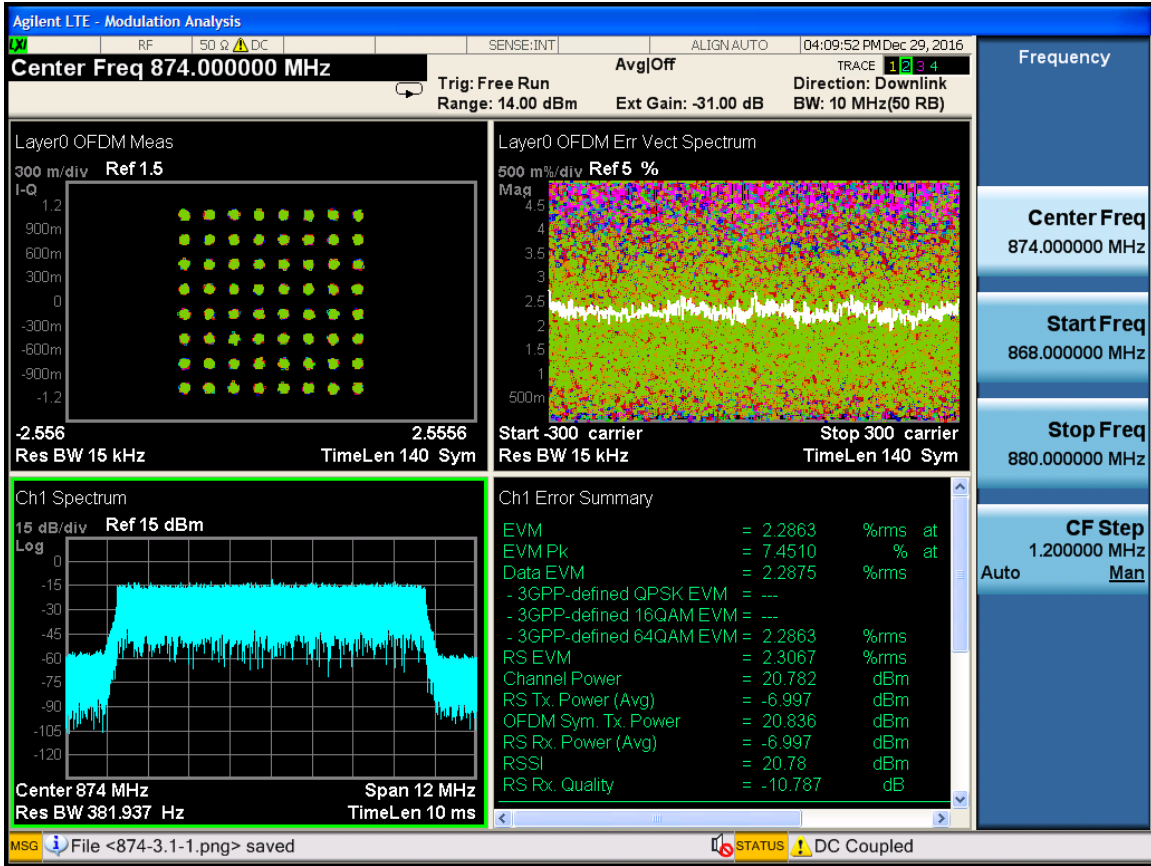 Agilent LTE - Modulation Analysis
LXI RF 50 Ω DC SENSE:INT ALIGN AUTO 04:09:52 PM Dec 29, 2016
Center Freq 874.000000 MHz
Avg|Off
TRACE 1 2 3 4
Trig: Free Run
Direction: Downlink
Range: 14.00 dBm Ext Gain: -31.00 dB BW: 10 MHz(50 RB)
Layer0 OFDM Meas
300 m/div Ref 1.5
I-Q
1.2
900m
600m
300m
0
-300m
-600m
-900m
-1.2
-2.556 2.5556
Res BW 15 kHz TimeLen 140 Sym
Layer0 OFDM Err Vect Spectrum
500 m%/div Ref 5 %
Mag
4.5
4
3.5
3
2.5
2
1.5
1
500m
Start -300 carrier Stop 300 carrier
Res BW 15 kHz TimeLen 140 Sym
Ch1 Spectrum
15 dB/div Ref 15 dBm
Log
0
-15
-30
-45
-60
-75
-90
-105
-120
Center 874 MHz Span 12 MHz
Res BW 381.937 Hz TimeLen 10 ms
Ch1 Error Summary
EVM = 2.2863 %rms at
EVM Pk = 7.4510 % at
Data EVM = 2.2875 %rms
- 3GPP-defined QPSK EVM = ---
- 3GPP-defined 16QAM EVM = ---
- 3GPP-defined 64QAM EVM = 2.2863 %rms
RS EVM = 2.3067 %rms
Channel Power = 20.782 dBm
RS Tx. Power (Avg) = -6.997 dBm
OFDM Sym. Tx. Power = 20.836 dBm
RS Rx. Power (Avg) = -6.997 dBm
RSSI = 20.78 dBm
RS Rx. Quality = -10.787 dB
Frequency
Center Freq
874.000000 MHz
Start Freq
868.000000 MHz
Stop Freq
880.000000 MHz
CF Step
1.200000 MHz
Auto Man
MSG File <874-3.1-1.png> saved STATUS DC Coupled